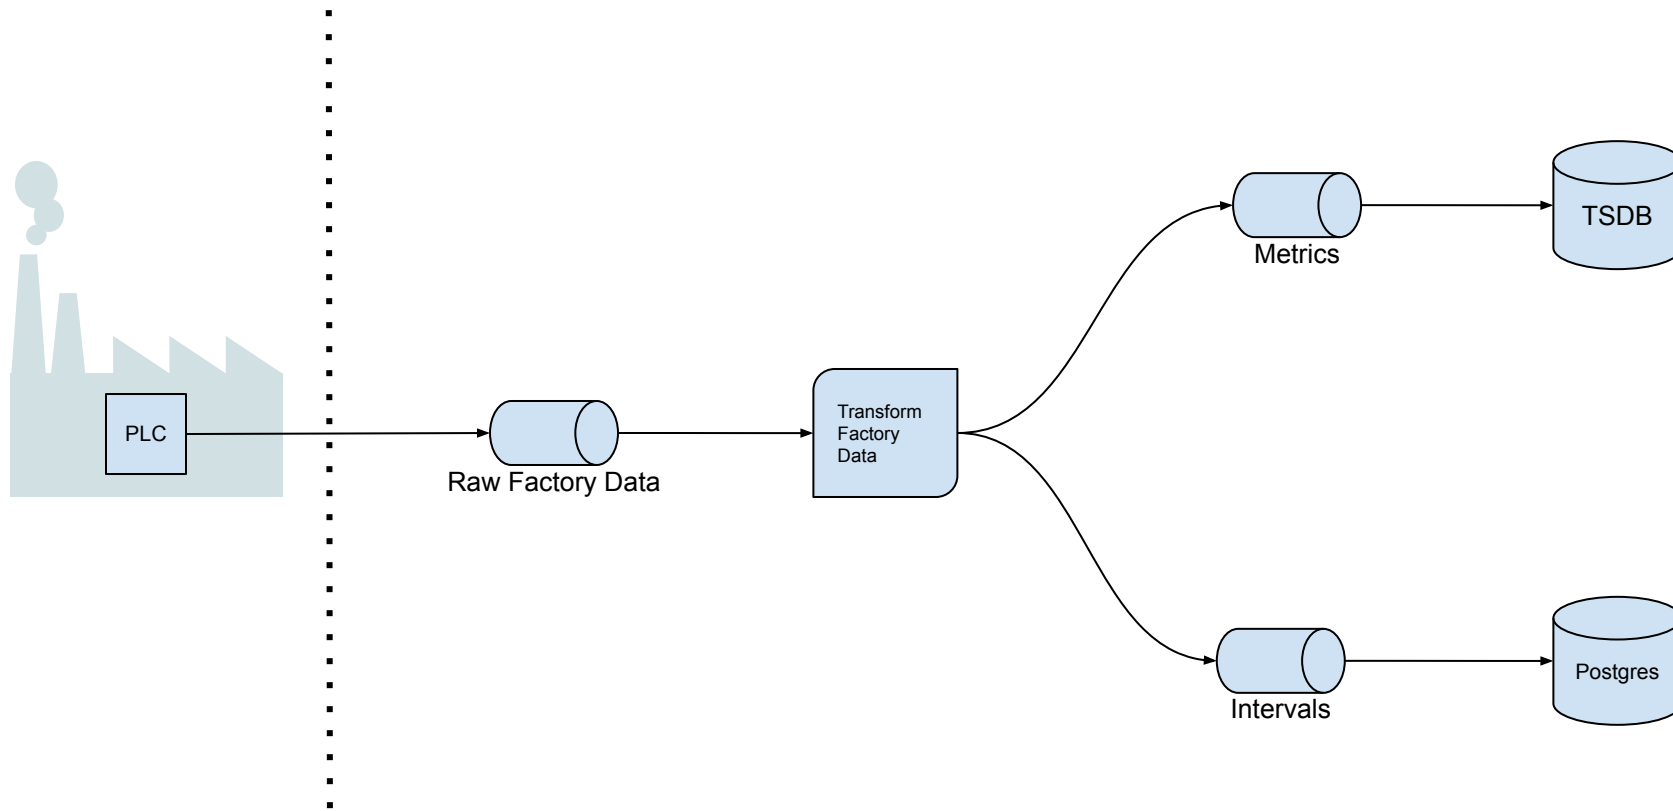 PLC
Raw Factory Data
Transform
Factory
Data
Metrics
TSDB
Intervals
Postgres